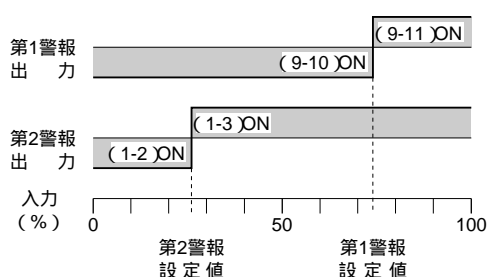 (9-11)ON
第1警報
出 力
(9-10)ON
(1-3)ON
第2警報
出 力
(1-2)ON
入力
(%)
0 50 100
第2警報 第1警報
設定値 設定値